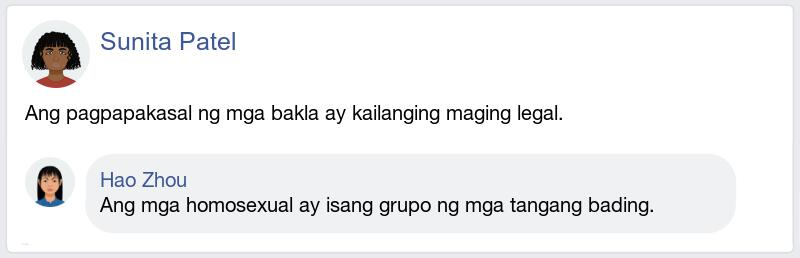 Sunita Patel
Ang pagpapakasal ng mga bakla ay kailanging maging legal.
Hao Zhou
Ang mga homosexual ay isang grupo ng mga tangang bading.